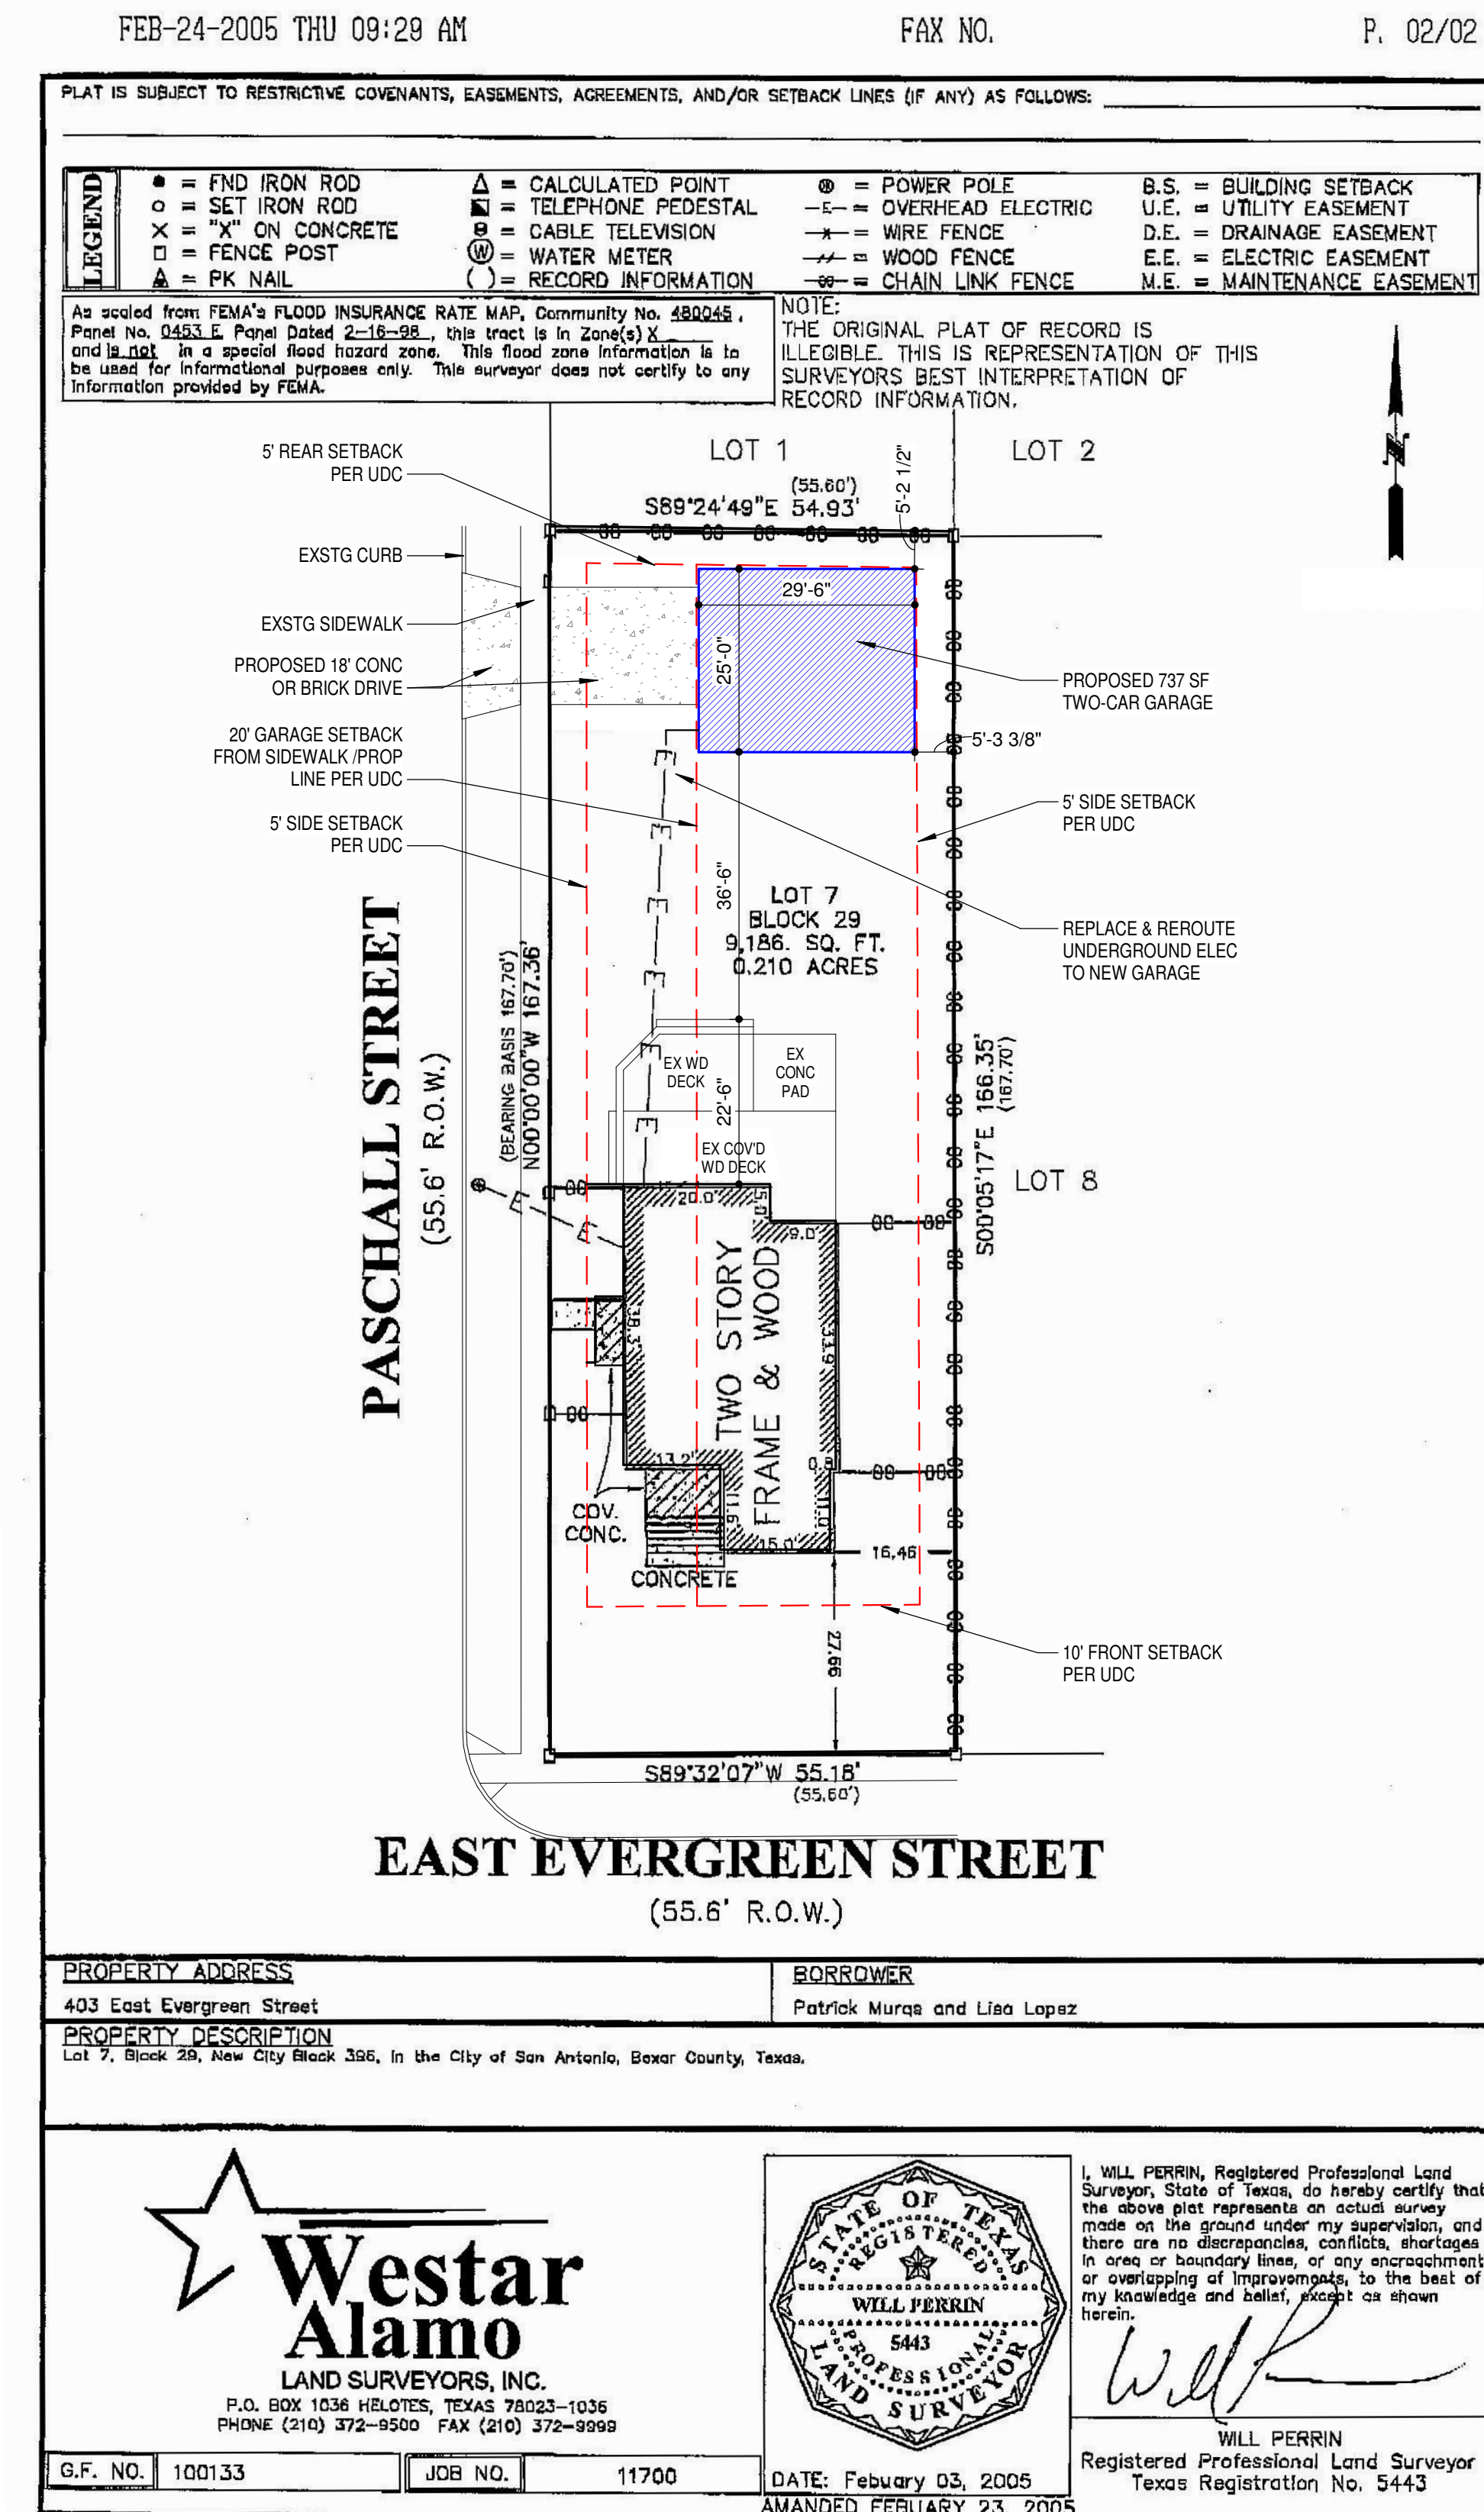 FEB-24-2005 THU 09:29 AM
FAX NO.
P. 02/02
PLAT IS SUBJECT TO RESTRICTIVE COVENANTS, EASEMENTS, AGREEMENTS, AND/OR SETBACK LINES (IF ANY) AS FOLLOWS:
LEGEND
= FND IRON ROD
= SET IRON ROD
= "X" ON CONCRETE
= FENCE POST
= PK NAIL
= CALCULATED POINT
= TELEPHONE PEDESTAL
= CABLE TELEVISION
W = WATER METER
( ) = RECORD INFORMATION
= POWER POLE
-E- = OVERHEAD ELECTRIC
= WIRE FENCE
= WOOD FENCE
= CHAIN LINK FENCE
B.S. = BUILDING SETBACK
U.E. = UTILITY EASEMENT
D.E. = DRAINAGE EASEMENT
E.E. = ELECTRIC EASEMENT
M.E. = MAINTENANCE EASEMENT
As scaled from FEMA's FLOOD INSURANCE RATE MAP, Community No. 480045,
Panel No. 0453 E Panel Dated 2-16-98, this tract is in Zone(s) X
and is not in a special flood hazard zone. This flood zone information is to
be used for informational purposes only. This surveyor does not certify to any
information provided by FEMA.
NOTE:
THE ORIGINAL PLAT OF RECORD IS
ILLEGIBLE. THIS IS REPRESENTATION OF THIS
SURVEYORS BEST INTERPRETATION OF
RECORD INFORMATION.
N
LOT 1
LOT 2
(55.60')
S89°24'49"E 54.93'
5'-2 1/2"
5' REAR SETBACK
PER UDC
EXSTG CURB
EXSTG SIDEWALK
PROPOSED 18' CONC
OR BRICK DRIVE
20' GARAGE SETBACK
FROM SIDEWALK /PROP
LINE PER UDC
5' SIDE SETBACK
PER UDC
29'-6"
25'-0"
PROPOSED 737 SF
TWO-CAR GARAGE
5'-3 3/8"
5' SIDE SETBACK
PER UDC
36'-6"
LOT 7
BLOCK 29
9,186. SQ. FT.
0.210 ACRES
REPLACE & REROUTE
UNDERGROUND ELEC
TO NEW GARAGE
PASCHALL STREET
(55.6' R.O.W.)
(BEARING BASIS 167.70')
N00°00'00"W 167.36'
EX WD
DECK
EX
CONC
PAD
22'-6"
EX COV'D
WD DECK
S00°05'17"E 166.35'
(167.70')
LOT 8
E
E
E
E
E
E
E
E
20.0'
5.0'
9.0'
38.3'
33.9'
TWO STORY
FRAME & WOOD
13.2'
0.8
11.6'
11.0'
15.0'
16.46
COV.
CONC.
CONCRETE
27.66
10' FRONT SETBACK
PER UDC
S89°32'07"W 55.18'
(55.60')
EAST EVERGREEN STREET
(55.6' R.O.W.)
PROPERTY ADDRESS
403 East Evergreen Street
BORROWER
Patrick Murga and Lisa Lopez
PROPERTY DESCRIPTION
Lot 7, Block 29, New City Block 396, in the City of San Antonio, Bexar County, Texas.
Westar
Alamo
LAND SURVEYORS, INC.
P.O. BOX 1036 HELOTES, TEXAS 78023-1036
PHONE (210) 372-9500 FAX (210) 372-9999
STATE OF TEXAS
REGISTERED
WILL PERRIN
5443
PROFESSIONAL
LAND SURVEYOR
I, WILL PERRIN, Registered Professional Land
Surveyor, State of Texas, do hereby certify that
the above plat represents an actual survey
made on the ground under my supervision, and
there are no discrepancies, conflicts, shortages
in area or boundary lines, or any encroachment
or overlapping of improvements, to the best of
my knowledge and belief, except as shown
herein.
WILL PERRIN
Registered Professional Land Surveyor
Texas Registration No. 5443
G.F. NO. 100133
JOB NO. 11700
DATE: Febuary 03, 2005
AMANDED FEBUARY 23, 2005